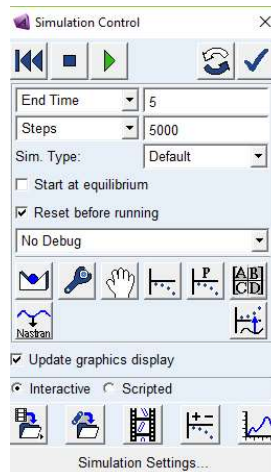 Simulation Control
End Time 5
Steps 5000
Sim. Type: Default
Start at equilibrium
Reset before running
No Debug
P
A B
C D
Nastran
Update graphics display
Interactive Scripted
Simulation Settings...